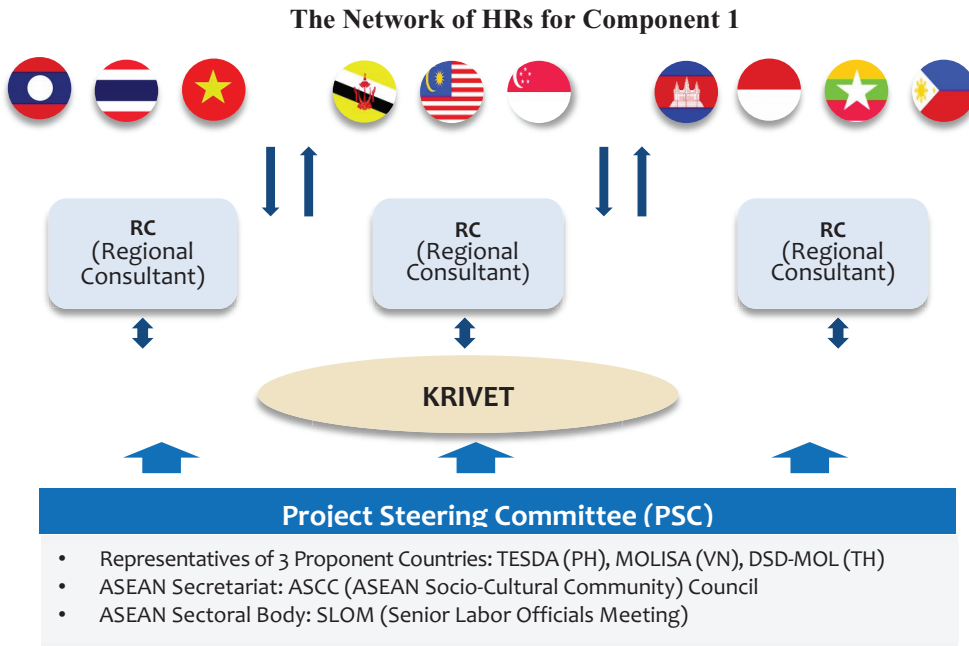 The Network of HRs for Component 1
RC
(Regional
Consultant)
RC
(Regional
Consultant)
RC
(Regional
Consultant)
KRIVET
Project Steering Committee (PSC)
• Representatives of 3 Proponent Countries: TESDA (PH), MOLISA (VN), DSD-MOL (TH)
• ASEAN Secretariat: ASCC (ASEAN Socio-Cultural Community) Council
• ASEAN Sectoral Body: SLOM (Senior Labor Officials Meeting)